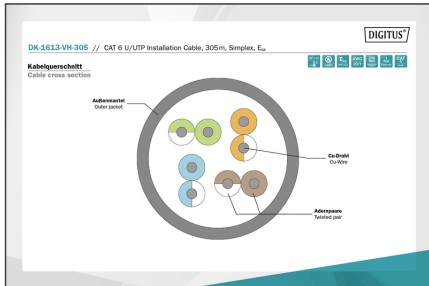 DIGITUS®
DK-1613-VH-305 // CAT 6 U/UTP Installation Cable, 305 m, Simplex, Eca
Kabelquerschnitt
Cable cross section
Außenmantel
Outer jacket
Cu-Draht
Cu-Wire
Adernpaare
Twisted pair